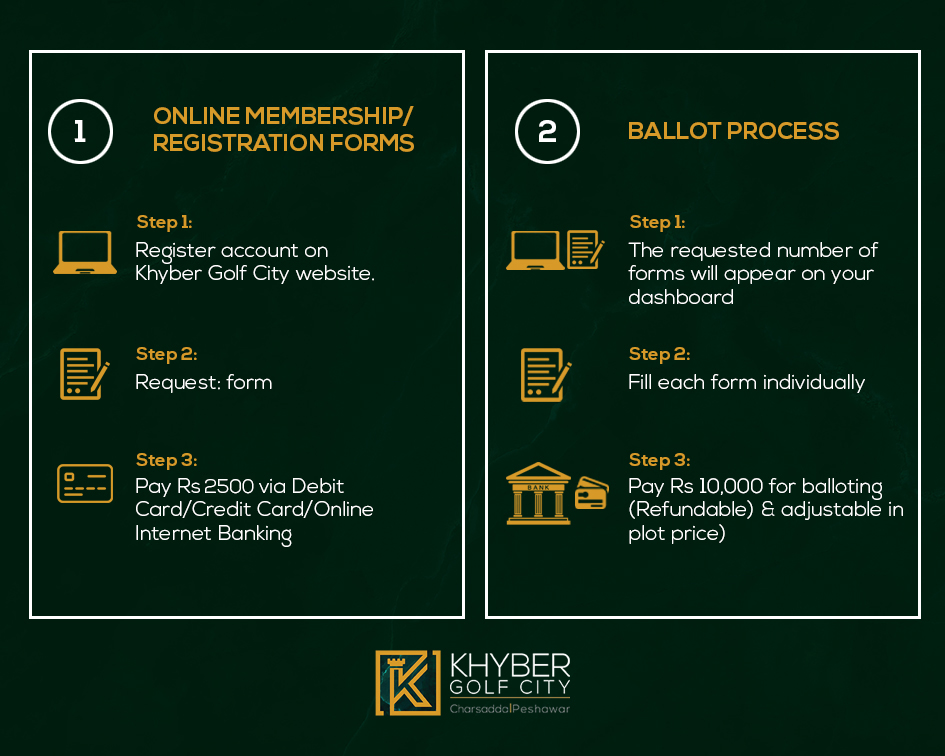 1
ONLINE MEMBERSHIP/
REGISTRATION FORMS
Step 1:
Register account on
Khyber Golf City website.
Step 2:
Request: form
Step 3:
Pay Rs 2500 via Debit
Card/Credit Card/Online
Internet Banking
2
BALLOT PROCESS
Step 1:
The requested number of
forms will appear on your
dashboard
Step 2:
Fill each form individually
BANK
Step 3:
Pay Rs 10,000 for balloting
(Refundable) & adjustable in
plot price)
K
KHYBER
GOLF CITY
Charsadda|Peshawar